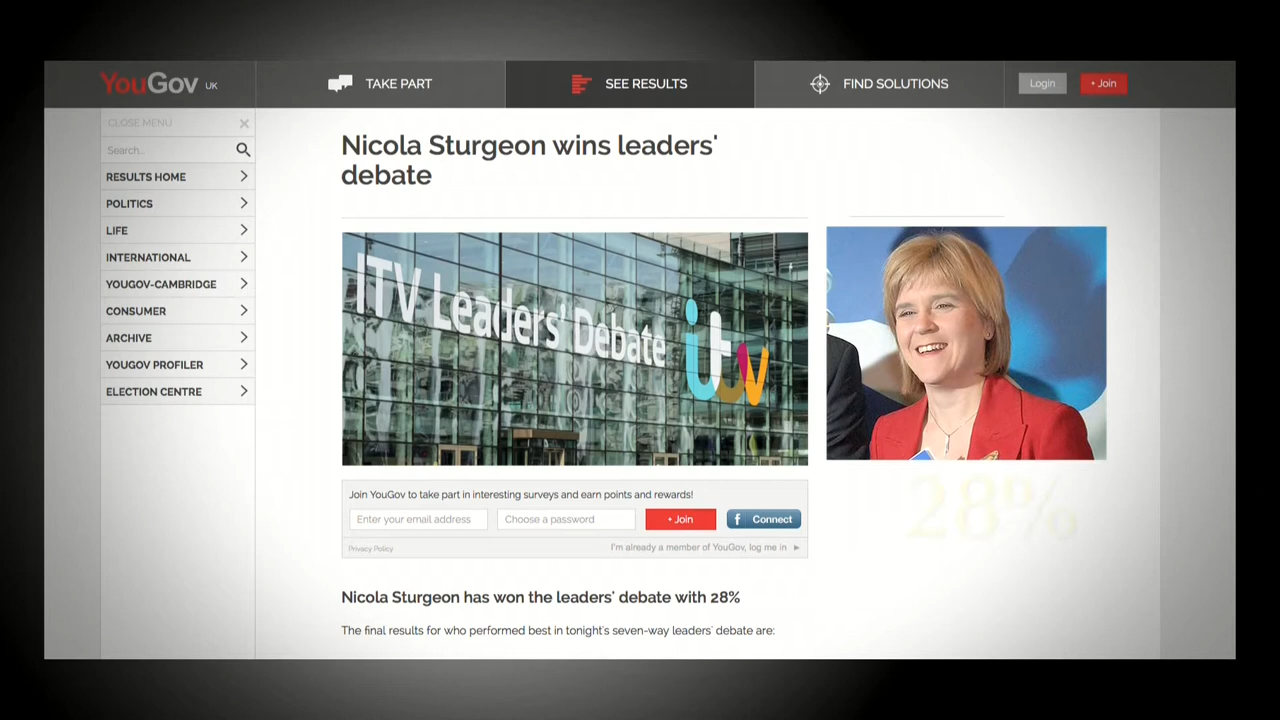 YouGov UK
TAKE PART
SEE RESULTS
FIND SOLUTIONS
Login
+ Join
CLOSE MENU
Search...
RESULTS HOME
POLITICS
LIFE
INTERNATIONAL
YOUGOV-CAMBRIDGE
CONSUMER
ARCHIVE
YOUGOV PROFILER
ELECTION CENTRE
Nicola Sturgeon wins leaders'
debate
ITV Leaders' Debate
itv
28%
Join YouGov to take part in interesting surveys and earn points and rewards!
Enter your email address
Choose a password
+ Join
f Connect
Privacy Policy
I'm already a member of YouGov, log me in
Nicola Sturgeon has won the leaders' debate with 28%
The final results for who performed best in tonight's seven-way leaders' debate are: